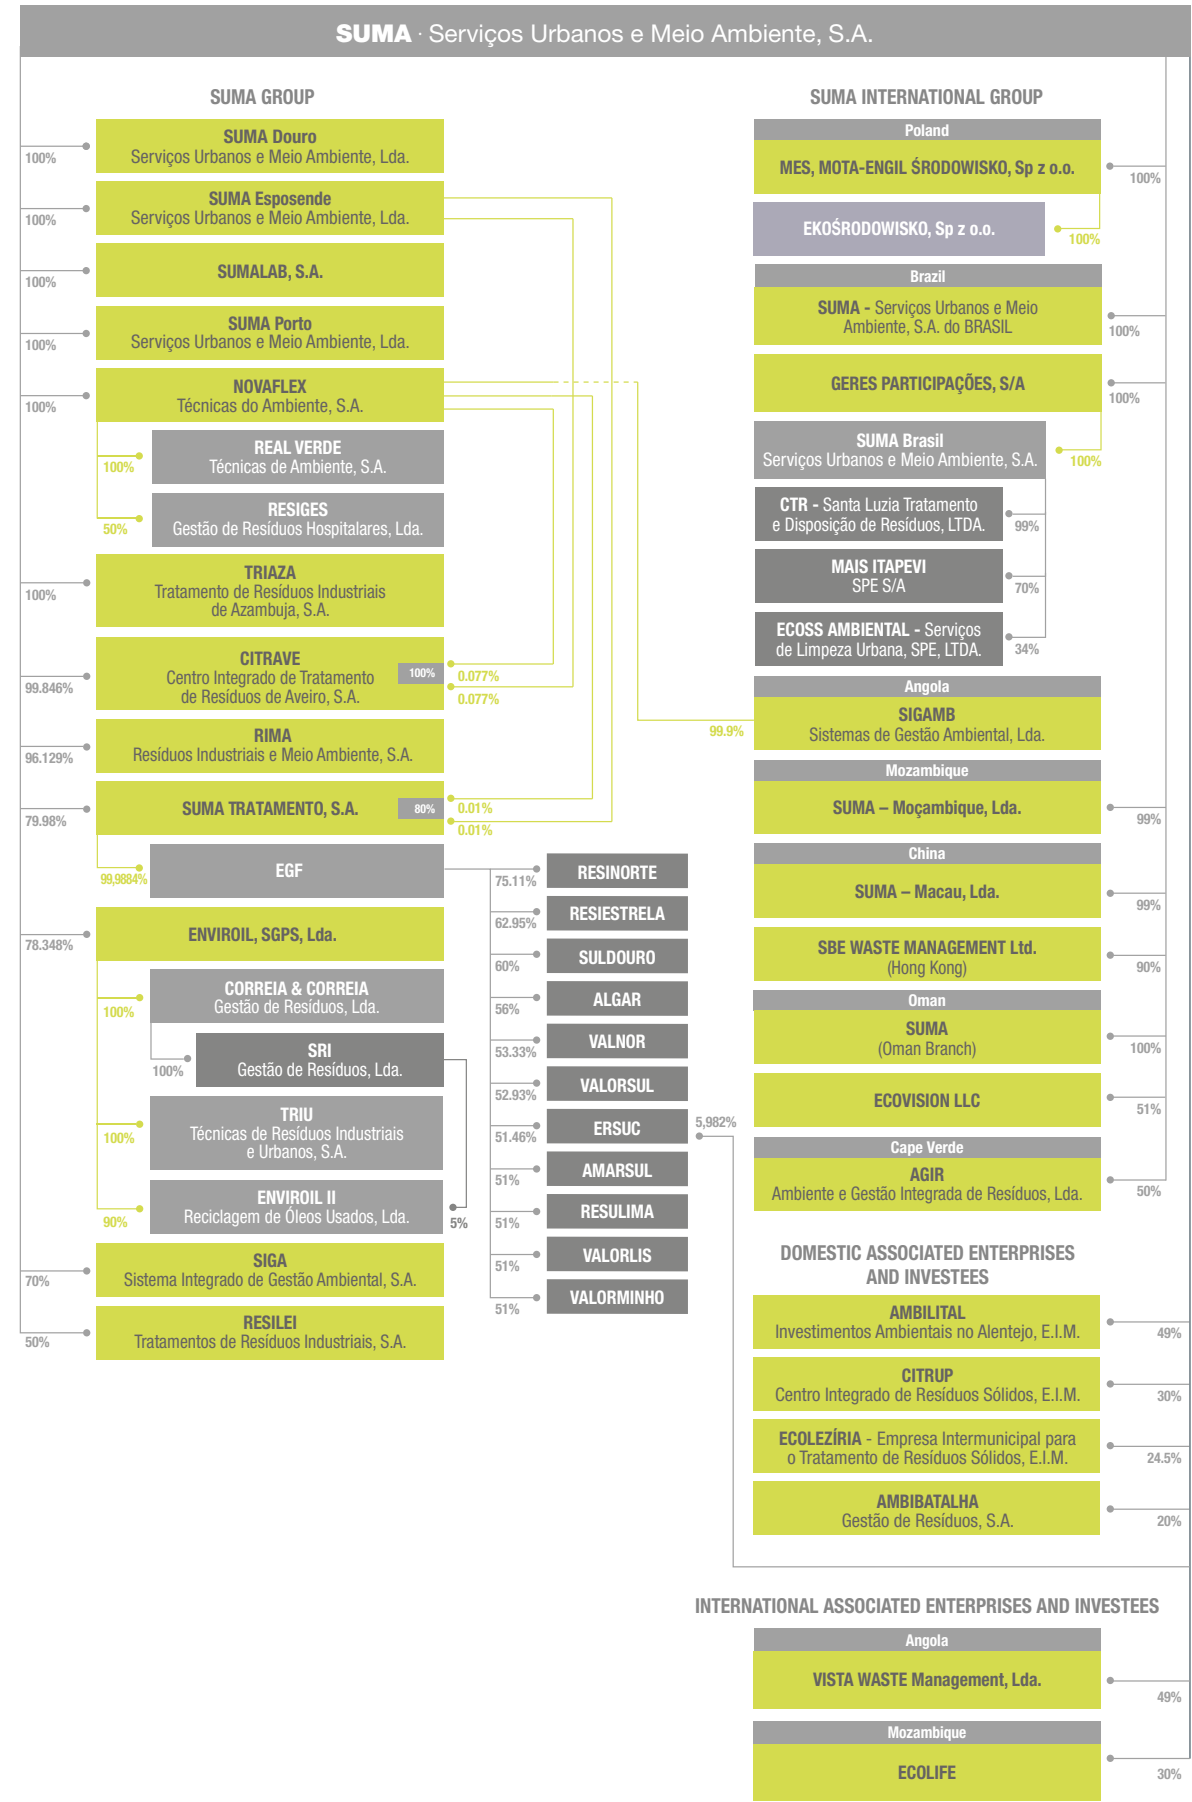 SUMA · Serviços Urbanos e Meio Ambiente, S.A.
SUMA GROUP
100%
SUMA Douro
Serviços Urbanos e Meio Ambiente, Lda.
100%
SUMA Esposende
Serviços Urbanos e Meio Ambiente, Lda.
100%
SUMALAB, S.A.
100%
SUMA Porto
Serviços Urbanos e Meio Ambiente, Lda.
100%
NOVAFLEX
Técnicas do Ambiente, S.A.
100%
REAL VERDE
Técnicas de Ambiente, S.A.
50%
RESIGES
Gestão de Resíduos Hospitalares, Lda.
100%
TRIAZA
Tratamento de Resíduos Industriais
de Azambuja, S.A.
99.846%
CITRAVE
Centro Integrado de Tratamento
de Resíduos de Aveiro, S.A.
100%
0.077%
0.077%
96.129%
RIMA
Resíduos Industriais e Meio Ambiente, S.A.
79.98%
SUMA TRATAMENTO, S.A.
80%
0.01%
0.01%
99,9884%
EGF
75.11%
RESINORTE
62.95%
RESIESTRELA
60%
SULDOURO
56%
ALGAR
53.33%
VALNOR
52.93%
VALORSUL
51.46%
ERSUC
5,982%
51%
AMARSUL
51%
RESULIMA
51%
VALORLIS
51%
VALORMINHO
78.348%
ENVIROIL, SGPS, Lda.
100%
CORREIA & CORREIA
Gestão de Resíduos, Lda.
100%
SRI
Gestão de Resíduos, Lda.
100%
TRIU
Técnicas de Resíduos Industriais
e Urbanos, S.A.
90%
ENVIROIL II
Reciclagem de Óleos Usados, Lda.
5%
70%
SIGA
Sistema Integrado de Gestão Ambiental, S.A.
50%
RESILEI
Tratamentos de Resíduos Industriais, S.A.
SUMA INTERNATIONAL GROUP
Poland
MES, MOTA-ENGIL ŚRODOWISKO, Sp z o.o.
100%
EKOŚRODOWISKO, Sp z o.o.
100%
Brazil
SUMA - Serviços Urbanos e Meio
Ambiente, S.A. do BRASIL
100%
GERES PARTICIPAÇÕES, S/A
100%
SUMA Brasil
Serviços Urbanos e Meio Ambiente, S.A.
100%
CTR - Santa Luzia Tratamento
e Disposição de Resíduos, LTDA.
99%
MAIS ITAPEVI
SPE S/A
70%
ECOSS AMBIENTAL - Serviços
de Limpeza Urbana, SPE, LTDA.
34%
Angola
99.9%
SIGAMB
Sistemas de Gestão Ambiental, Lda.
Mozambique
SUMA – Moçambique, Lda.
99%
China
SUMA – Macau, Lda.
99%
SBE WASTE MANAGEMENT Ltd.
(Hong Kong)
90%
Oman
SUMA
(Oman Branch)
100%
ECOVISION LLC
51%
Cape Verde
AGIR
Ambiente e Gestão Integrada de Resíduos, Lda.
50%
DOMESTIC ASSOCIATED ENTERPRISES
AND INVESTEES
AMBILITAL
Investimentos Ambientais no Alentejo, E.I.M.
49%
CITRUP
Centro Integrado de Resíduos Sólidos, E.I.M.
30%
ECOLEZÍRIA - Empresa Intermunicipal para
o Tratamento de Resíduos Sólidos, E.I.M.
24.5%
AMBIBATALHA
Gestão de Resíduos, S.A.
20%
INTERNATIONAL ASSOCIATED ENTERPRISES AND INVESTEES
Angola
VISTA WASTE Management, Lda.
49%
Mozambique
ECOLIFE
30%